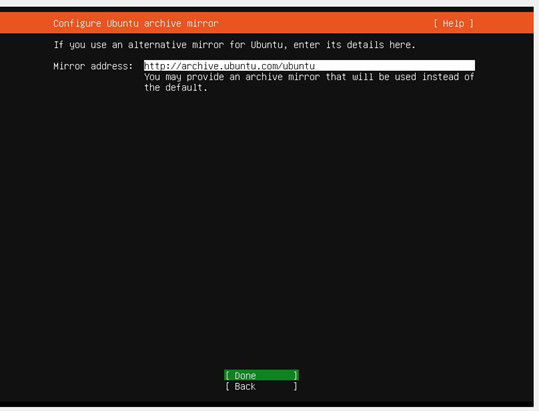 Configure Ubuntu archive mirror [ Help ]
If you use an alternative mirror for Ubuntu, enter its details here.
Mirror address: http://archive.ubuntu.com/ubuntu
You may provide an archive mirror that will be used instead of
the default.
[ Done ]
[ Back ]